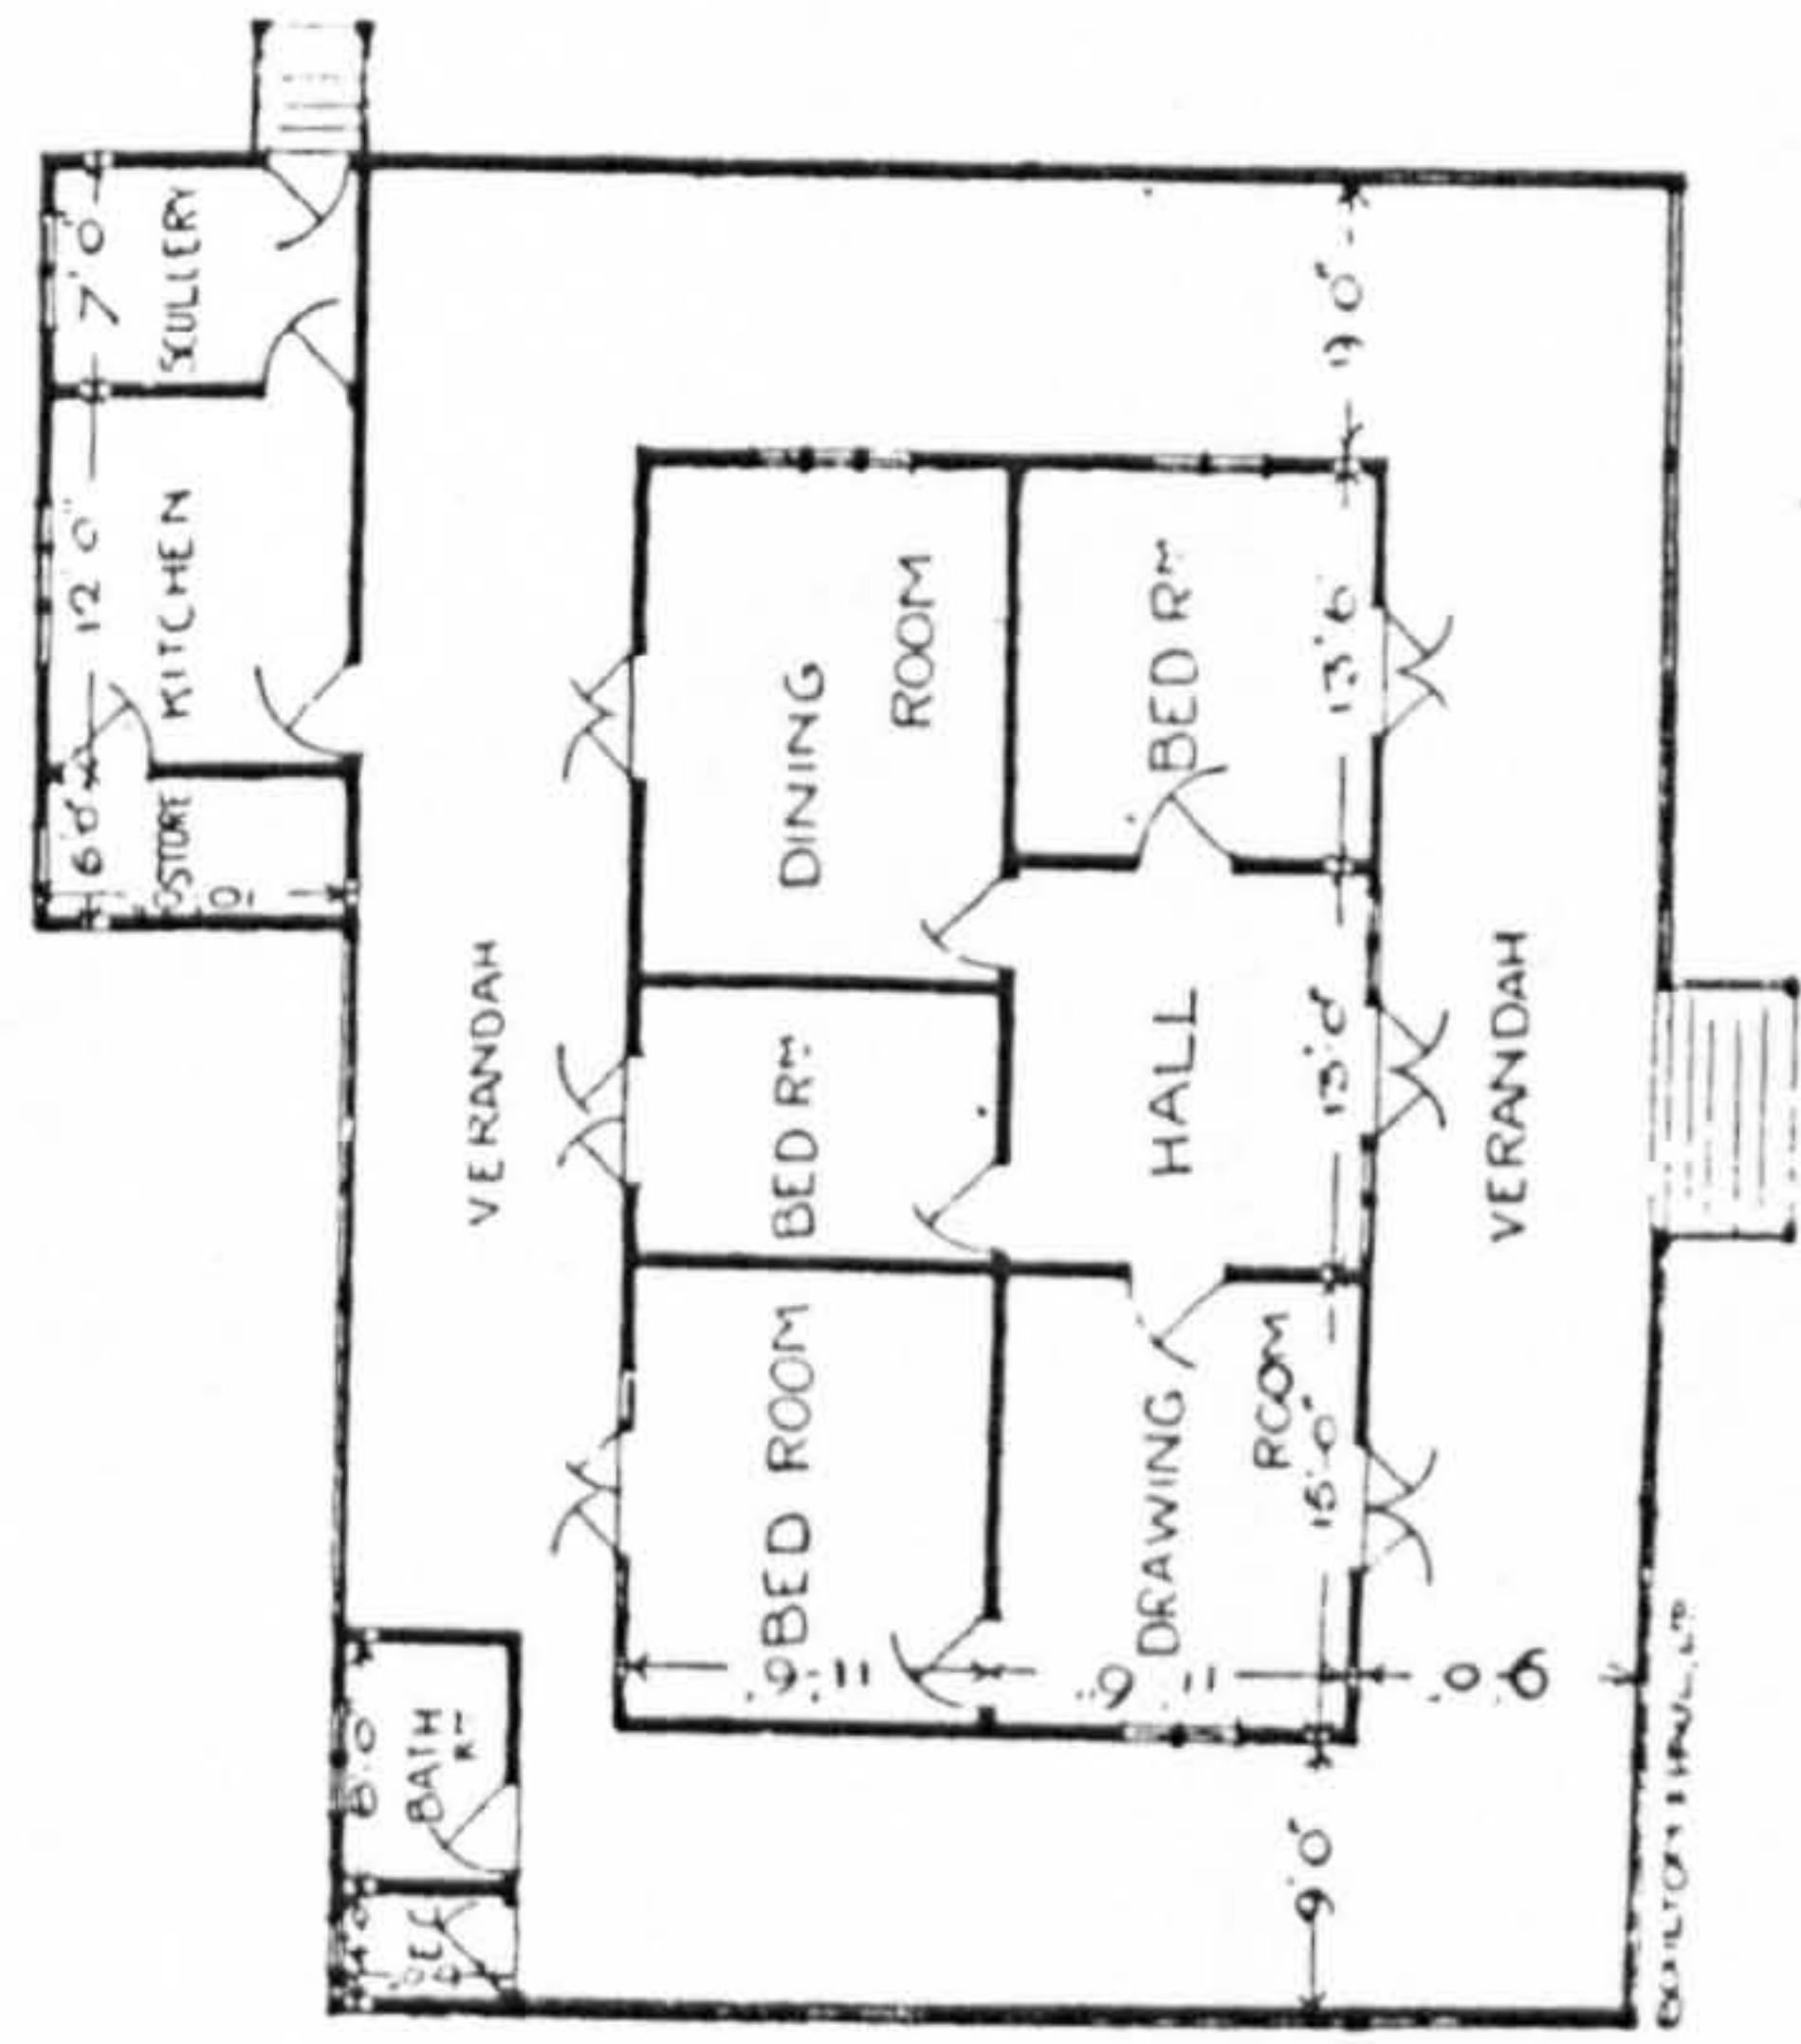 7' 0"
SCULLERY
12' 0"
KITCHEN
6' 0"
STORE
VERANDAH
DINING
ROOM
BED RM
13' 6"
BED RM
HALL
13' 0"
VERANDAH
BED ROOM
DRAWING
ROOM
15' 0"
11' 6"
11' 6"
9' 0"
8' 0"
BATH
RM
9' 0"